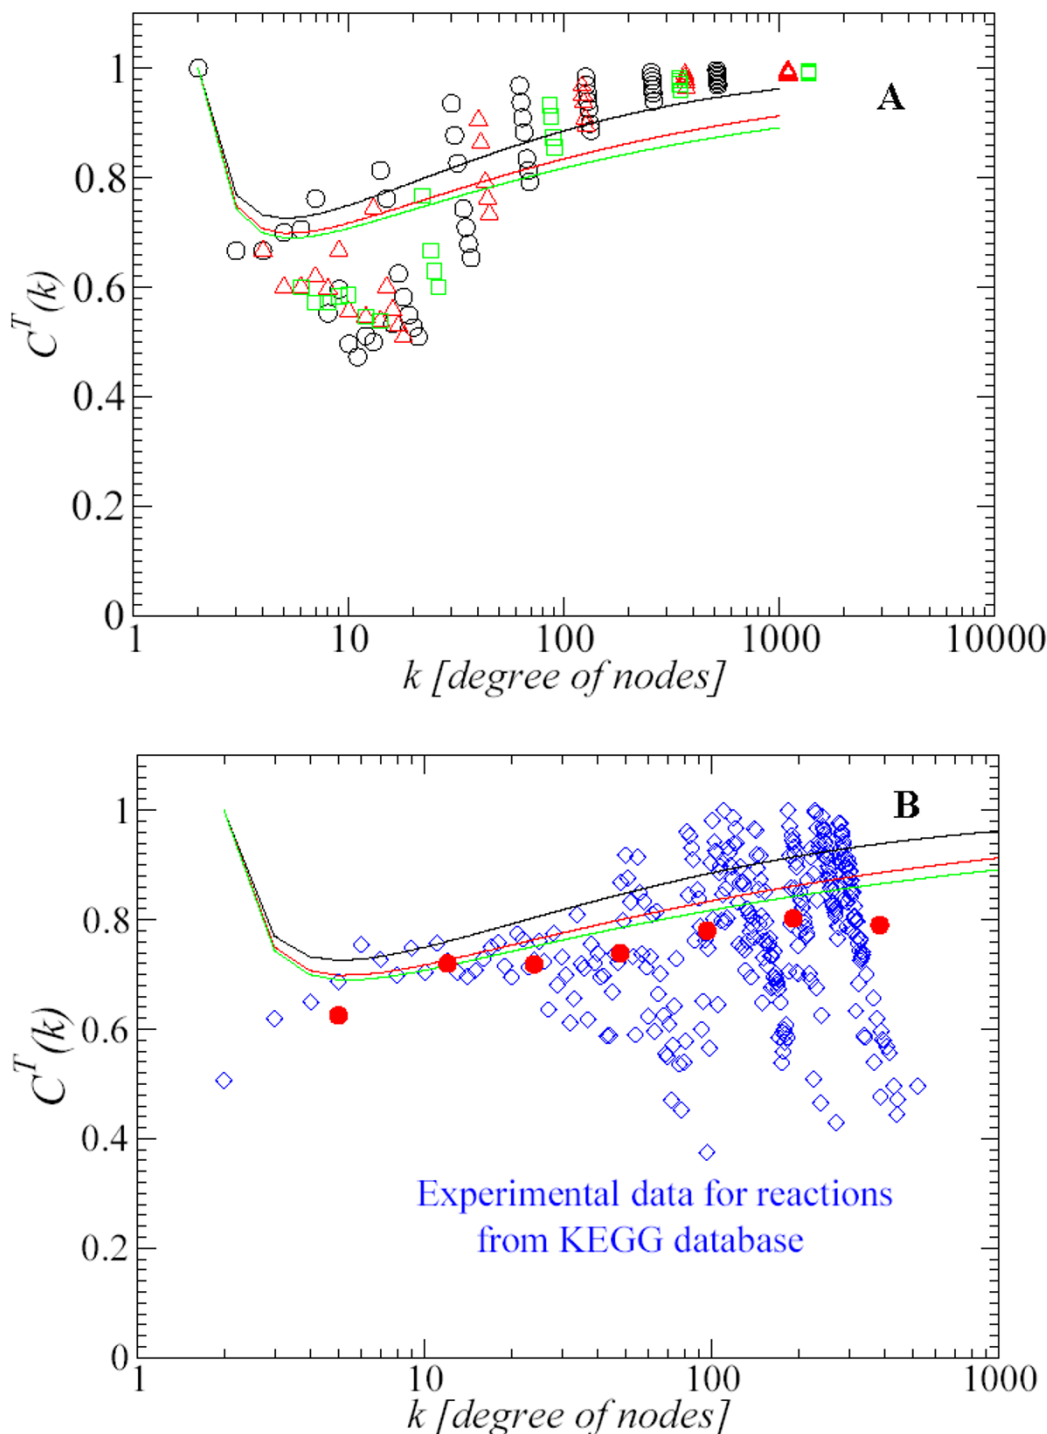 1
A
0.8
0.6
C^T(k)
0.4
0.2
0
1 10 100 1000 10000
k [degree of nodes]
1
B
0.8
0.6
C^T(k)
0.4
Experimental data for reactions
from KEGG database
0.2
0
1 10 100 1000
k [degree of nodes]